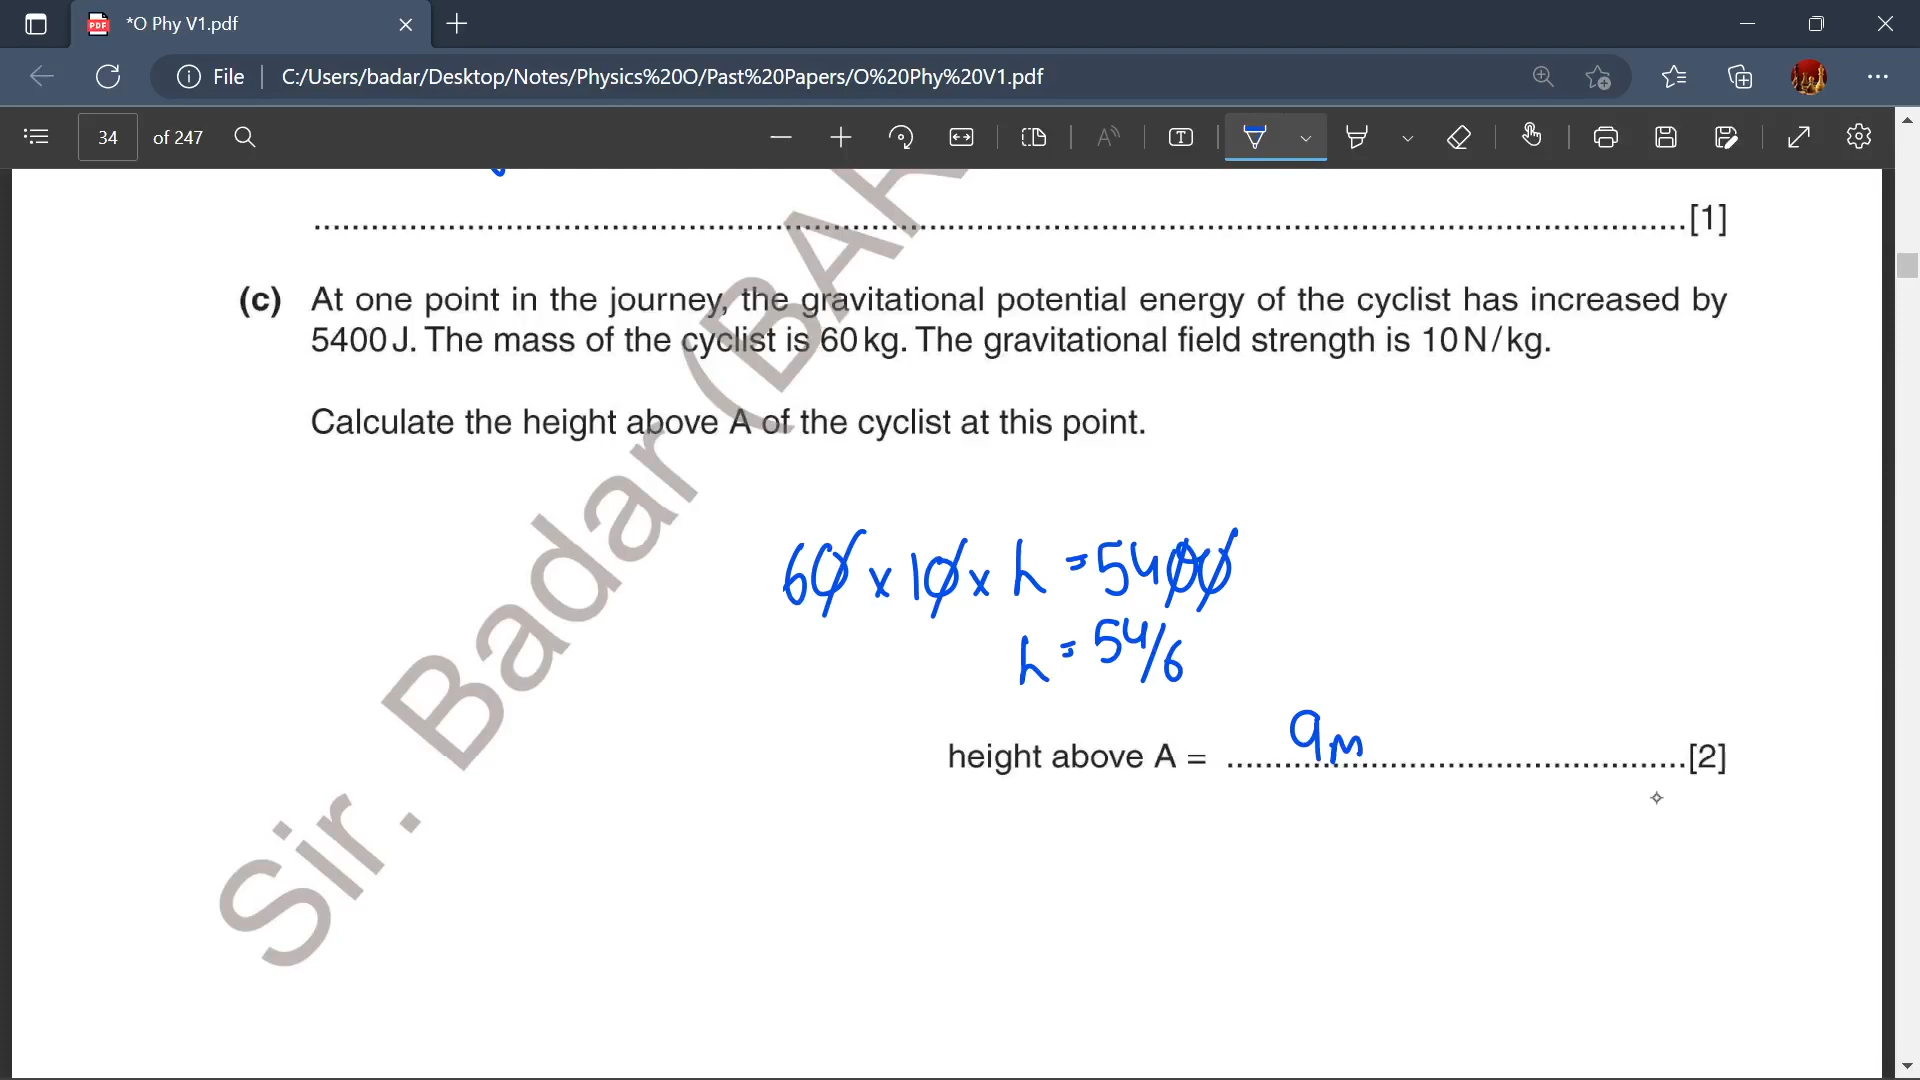 *O Phy V1.pdf
File C:/Users/badar/Desktop/Notes/Physics%20O/Past%20Papers/O%20Phy%20V1.pdf
34 of 247
[1]
(c) At one point in the journey, the gravitational potential energy of the cyclist has increased by
5400 J. The mass of the cyclist is 60 kg. The gravitational field strength is 10 N/kg.
Calculate the height above A of the cyclist at this point.
60 x 10 x h = 5400
h = 54/6
9m
height above A = [2]
Sir. Badar (BAR